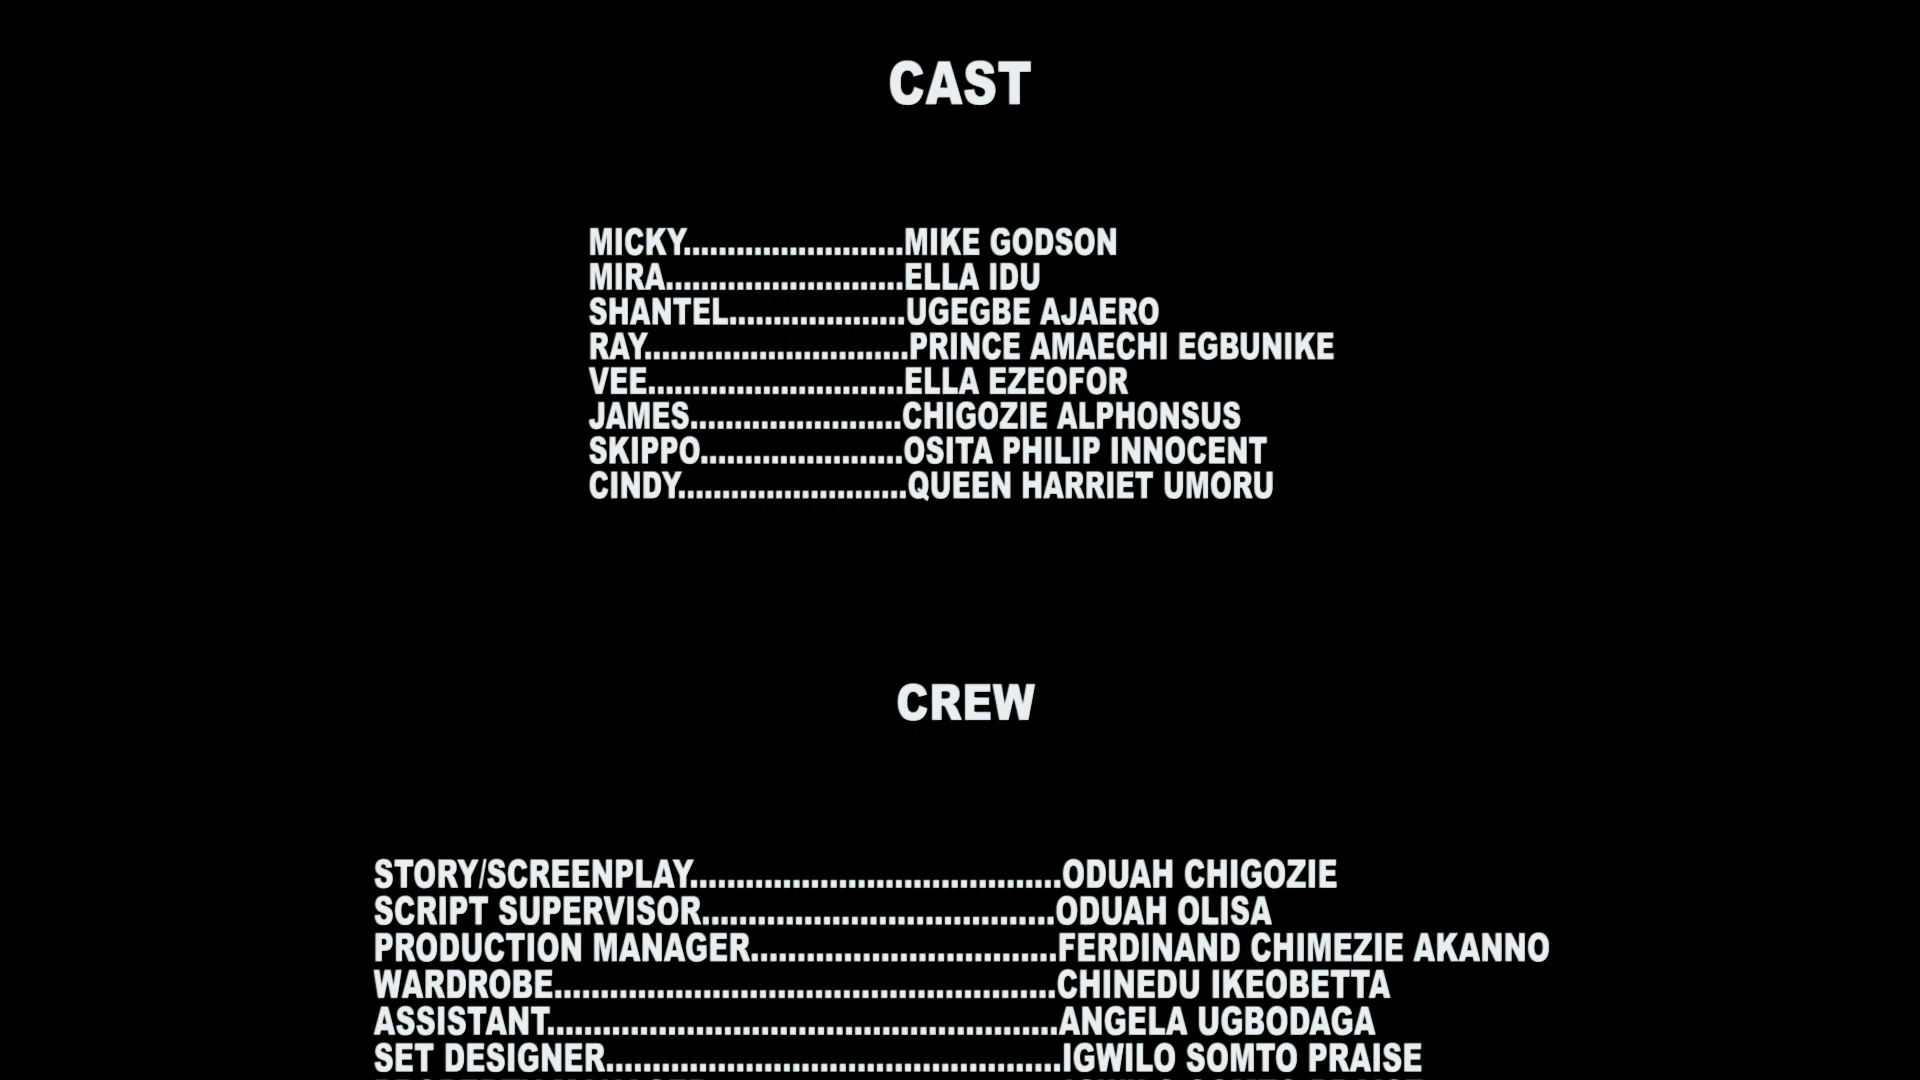 CAST
MICKY.........................MIKE GODSON
MIRA...........................ELLA IDU
SHANTEL....................UGEGBE AJAERO
RAY..............................PRINCE AMAECHI EGBUNIKE
VEE.............................ELLA EZEOFOR
JAMES........................CHIGOZIE ALPHONSUS
SKIPPO.......................OSITA PHILIP INNOCENT
CINDY..........................QUEEN HARRIET UMORU
CREW
STORY/SCREENPLAY........................................ODUAH CHIGOZIE
SCRIPT SUPERVISOR......................................ODUAH OLISA
PRODUCTION MANAGER.................................FERDINAND CHIMEZIE AKANNO
WARDROBE......................................................CHINEDU IKEOBETTA
ASSISTANT.......................................................ANGELA UGBODAGA
SET DESIGNER.................................................IGWILO SOMTO PRAISE